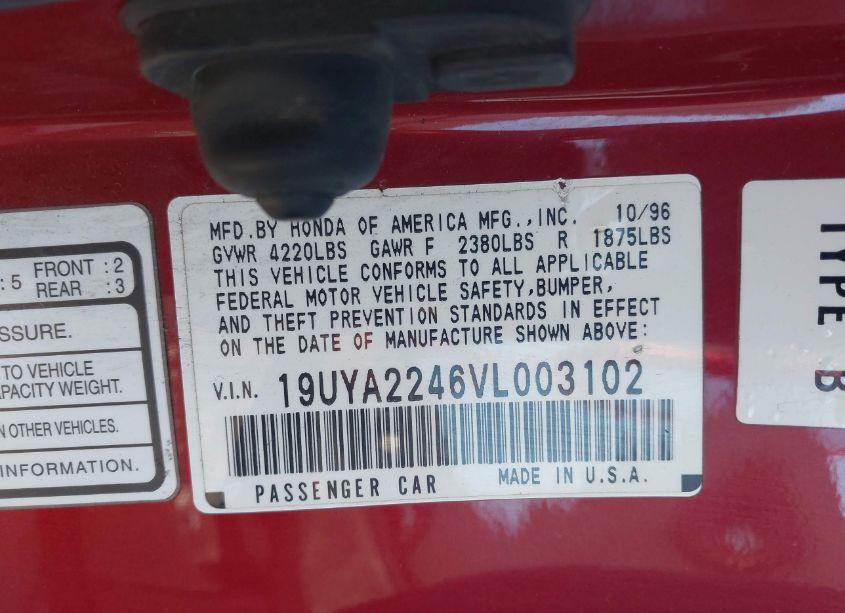 : 5 FRONT : 2
REAR : 3
SSURE.
TO VEHICLE
APACITY WEIGHT.
N OTHER VEHICLES.
INFORMATION.
MFD.BY HONDA OF AMERICA MFG.,INC. 10/96
GVWR 4220LBS GAWR F 2380LBS R 1875LBS
THIS VEHICLE CONFORMS TO ALL APPLICABLE
FEDERAL MOTOR VEHICLE SAFETY,BUMPER,
AND THEFT PREVENTION STANDARDS IN EFFECT
ON THE DATE OF MANUFACTURE SHOWN ABOVE:
V.I.N. 19UYA2246VL003102
PASSENGER CAR MADE IN U.S.A.
TYPE B